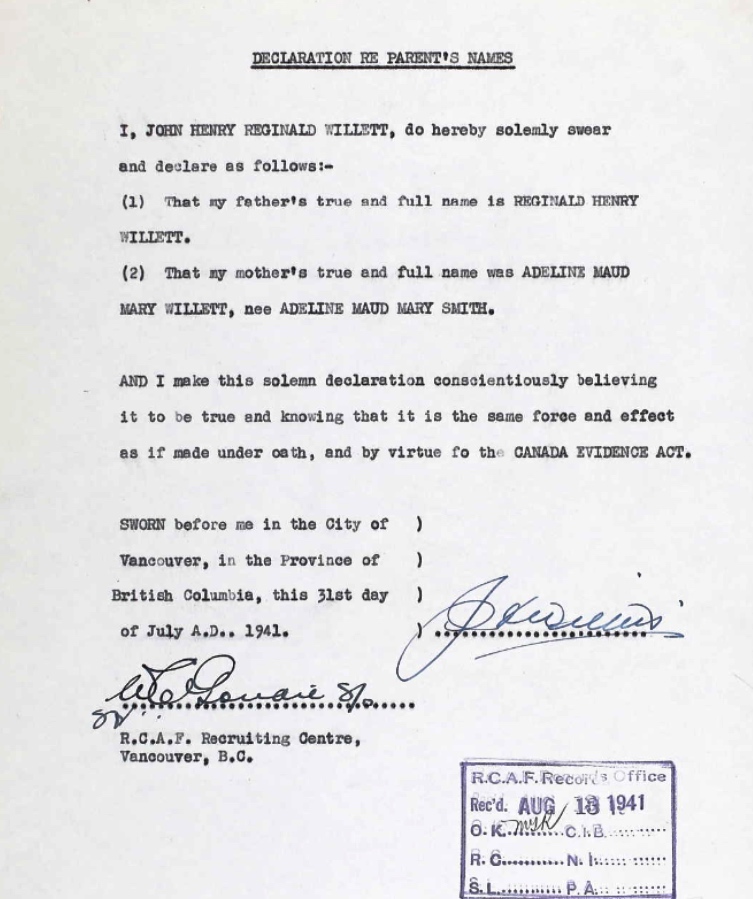 DECLARATION RE PARENT'S NAMES
I, JOHN HENRY REGINALD WILLETT, do hereby solemly swear
and declare as follows:-
(1) That my father's true and full name is REGINALD HENRY
WILLETT.
(2) That my mother's true and full name was ADELINE MAUD
MARY WILLETT, nee ADELINE MAUD MARY SMITH.
AND I make this solemn declaration conscientiously believing
it to be true and knowing that it is the same force and effect
as if made under oath, and by virtue fo the CANADA EVIDENCE ACT.
SWORN before me in the City of )
Vancouver, in the Province of )
British Columbia, this 31st day )
of July A.D.. 1941. )
R.C.A.F. Recruiting Centre,
Vancouver, B.C.
R.C.A.F. Records Office
Rec'd. AUG 18 1941
O.K. C.I.B.
R.C. N.I.
S.L. P.A.